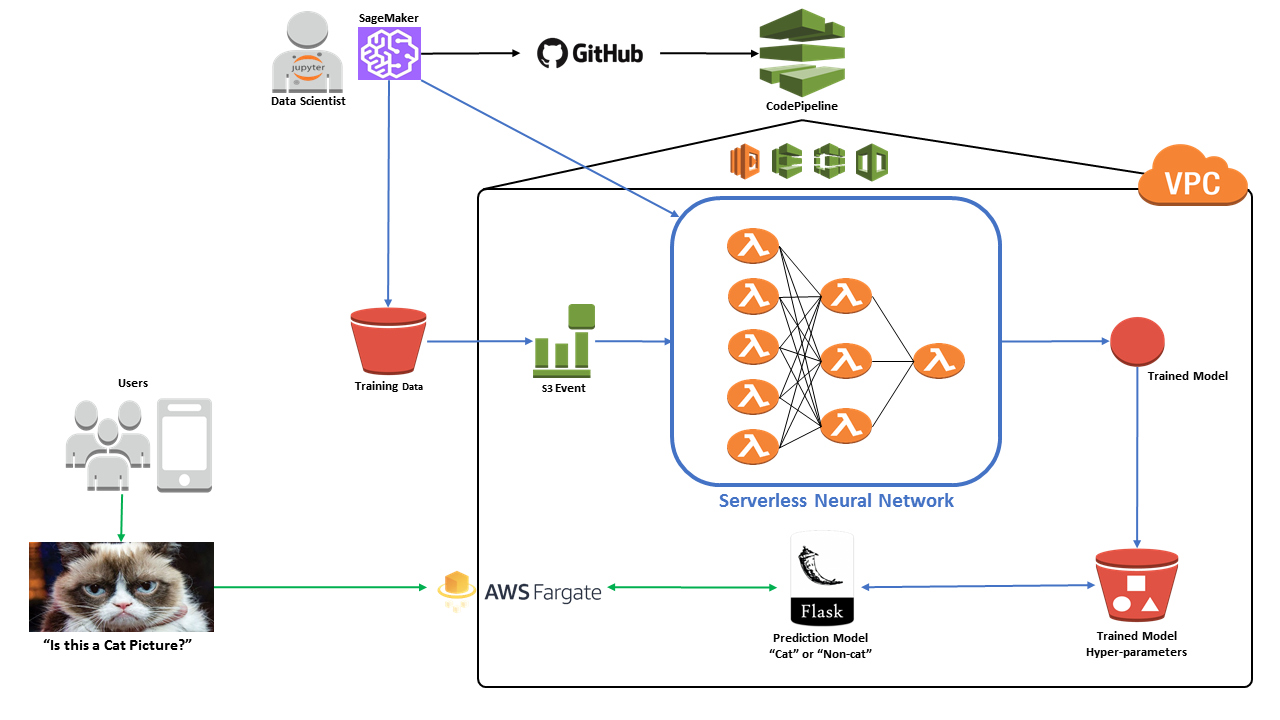 SageMaker
jupyter
Data Scientist
GitHub
CodePipeline
VPC
Training Data
S3 Event
Serverless Neural Network
Trained Model
Users
“Is this a Cat Picture?”
AWS Fargate
Flask
Prediction Model
“Cat” or “Non-cat”
Trained Model
Hyper-parameters